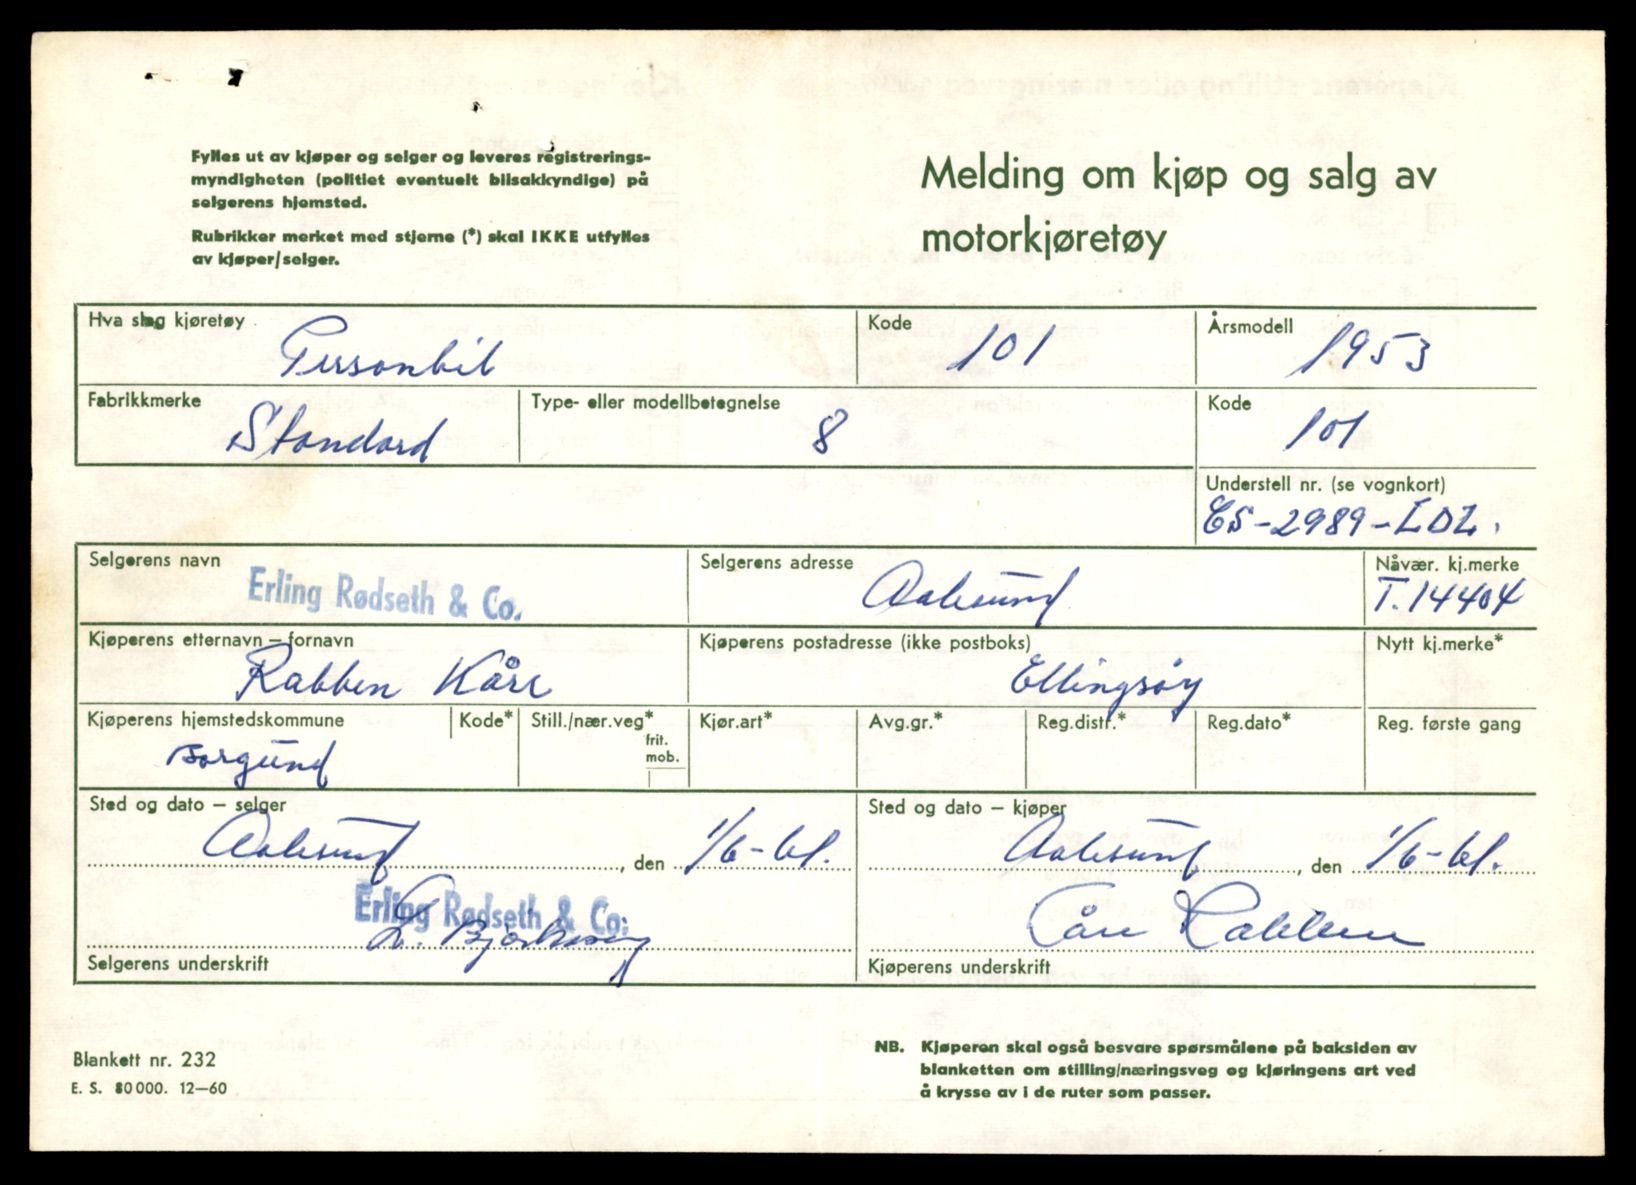 Fylles ut av kjøper og selger og leveres registrerings-
myndigheten (politiet eventuelt bilsakkyndige) på
selgerens hjemsted.
Rubrikker merket med stjerne (*) skal IKKE utfylles
av kjøper/selger.
Melding om kjøp og salg av
motorkjøretøy
Hva slag kjøretøy Kode Årsmodell
Personbil 101 1953
Fabrikkmerke Type- eller modellbetegnelse Kode
Standard 8 101
Understell nr. (se vognkort)
ES-2989-LDL.
Selgerens navn Selgerens adresse Nåvær. kj.merke
Erling Rødseth & Co. Aalesund T.14404
Kjøperens etternavn – fornavn Kjøperens postadresse (ikke postboks) Nytt kj.merke*
Rabben Kåre Ellingsøy
Kjøperens hjemstedskommune Kode* Still./nær.veg* Kjør.art* Avg.gr.* Reg.distr.* Reg.dato* Reg. første gang
frit.
mob.
Borgund
Sted og dato – selger Sted og dato – kjøper
Aalesund, den 1/6-61. Aalesund, den 1/6-61.
Erling Rødseth & Co.
Kåre Rabben
Selgerens underskrift Kjøperens underskrift
Blankett nr. 232
E. S. 80 000. 12–60
NB. Kjøperen skal også besvare spørsmålene på baksiden av
blanketten om stilling/næringsveg og kjøringens art ved
å krysse av i de ruter som passer.